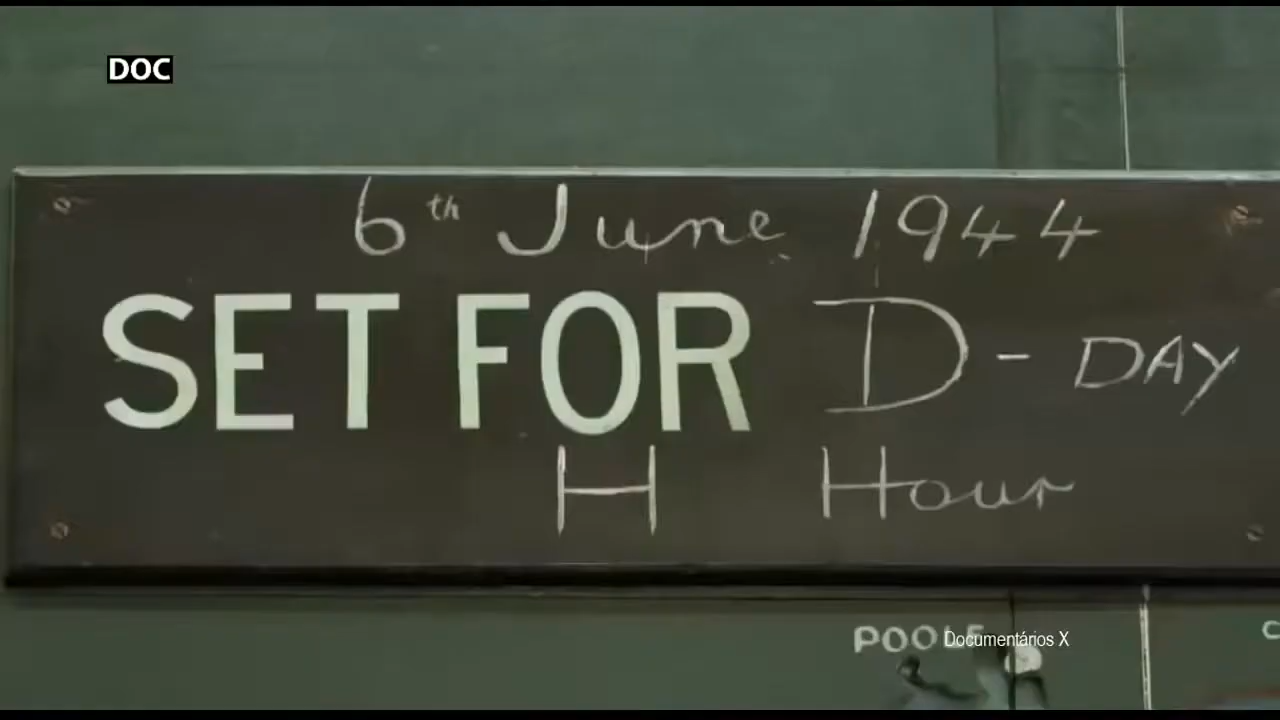 DOC
6th June 1944
SET FOR D - DAY
H Hour
POOLE
Documentários X